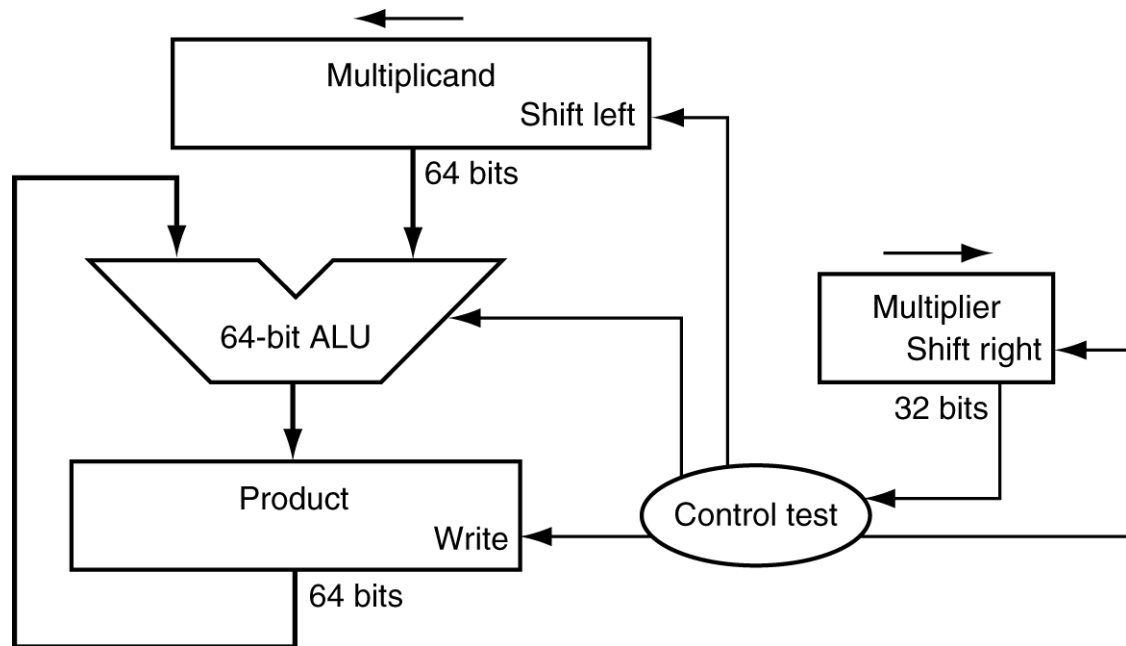 Multiplicand
Shift left
64 bits
64-bit ALU
Multiplier
Shift right
32 bits
Product
Write
Control test
64 bits